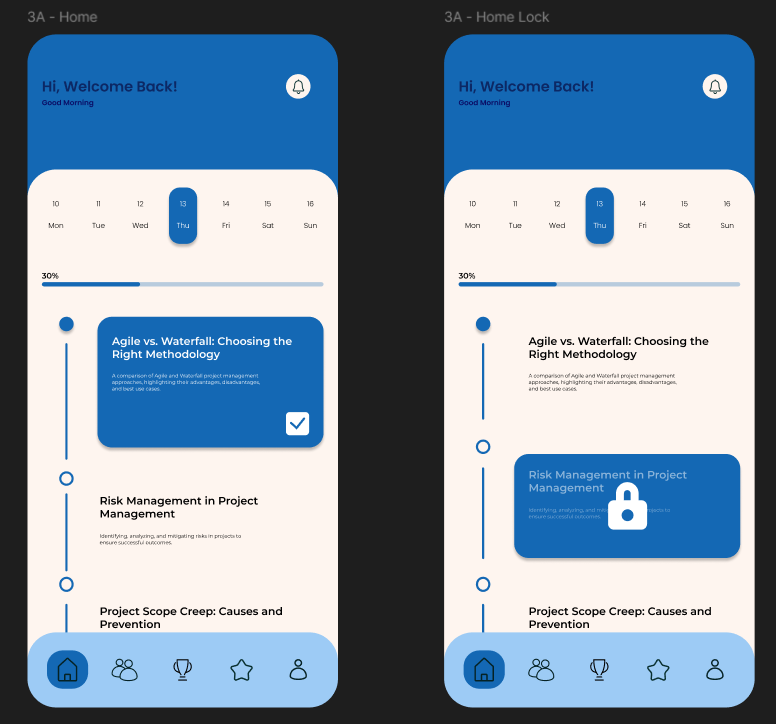 3A - Home
Hi, Welcome Back!
Good Morning
10 11 12 13 14 15 16
Mon Tue Wed Thu Fri Sat Sun
30%
Agile vs. Waterfall: Choosing the
Right Methodology
A comparison of Agile and Waterfall project management
approaches, highlighting their advantages, disadvantages,
and best use cases.
Risk Management in Project
Management
Identifying, analyzing, and mitigating risks in projects to
ensure successful outcomes.
Project Scope Creep: Causes and
Prevention
3A - Home Lock
Hi, Welcome Back!
Good Morning
10 11 12 13 14 15 16
Mon Tue Wed Thu Fri Sat Sun
30%
Agile vs. Waterfall: Choosing the
Right Methodology
A comparison of Agile and Waterfall project management
approaches, highlighting their advantages, disadvantages,
and best use cases.
Risk Management in Project
Management
Identifying, analyzing, and projects to
ensure successful outcomes.
Project Scope Creep: Causes and
Prevention